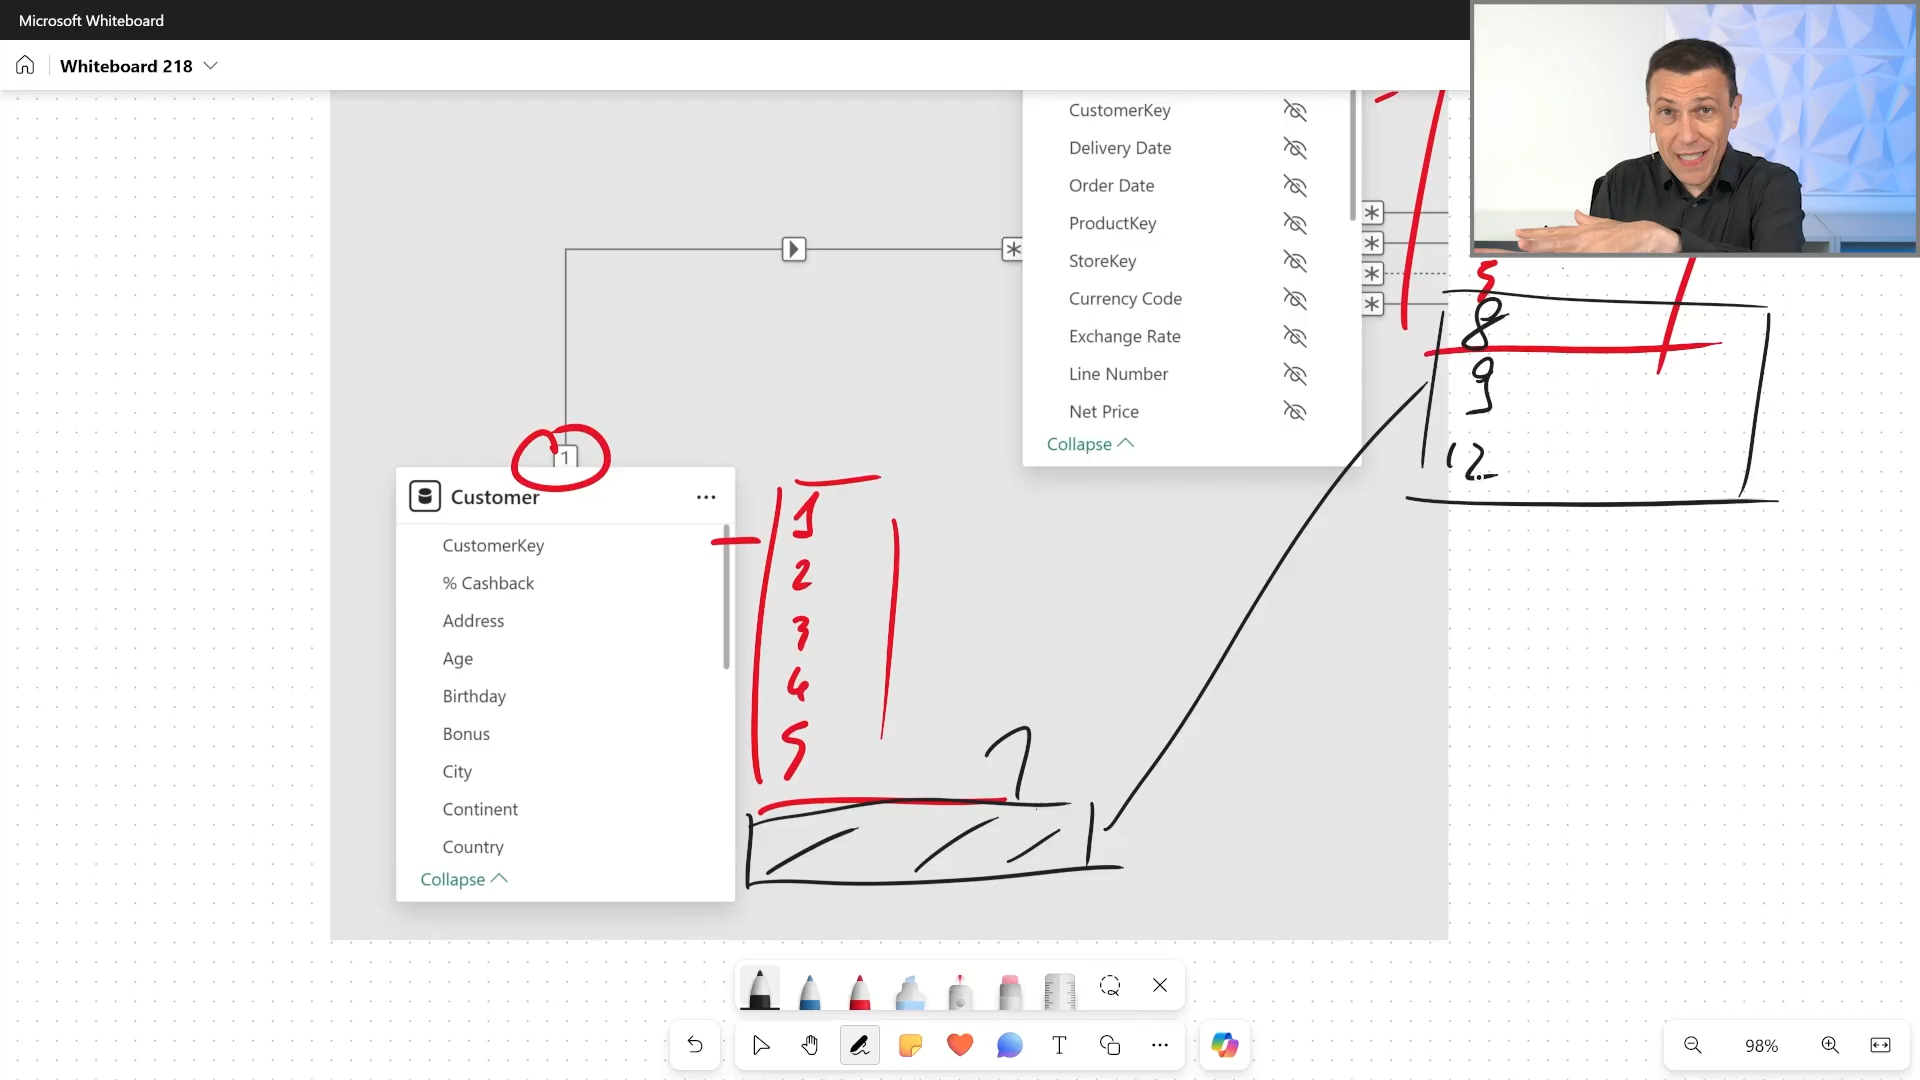 Microsoft Whiteboard
Whiteboard 218
CustomerKey
Delivery Date
Order Date
ProductKey
StoreKey
Currency Code
Exchange Rate
Line Number
Net Price
Collapse
*
*
*
*
*
1
Customer
CustomerKey
% Cashback
Address
Age
Birthday
Bonus
City
Continent
Country
Collapse
1
2
3
4
5
5
8
9
12
T
98%